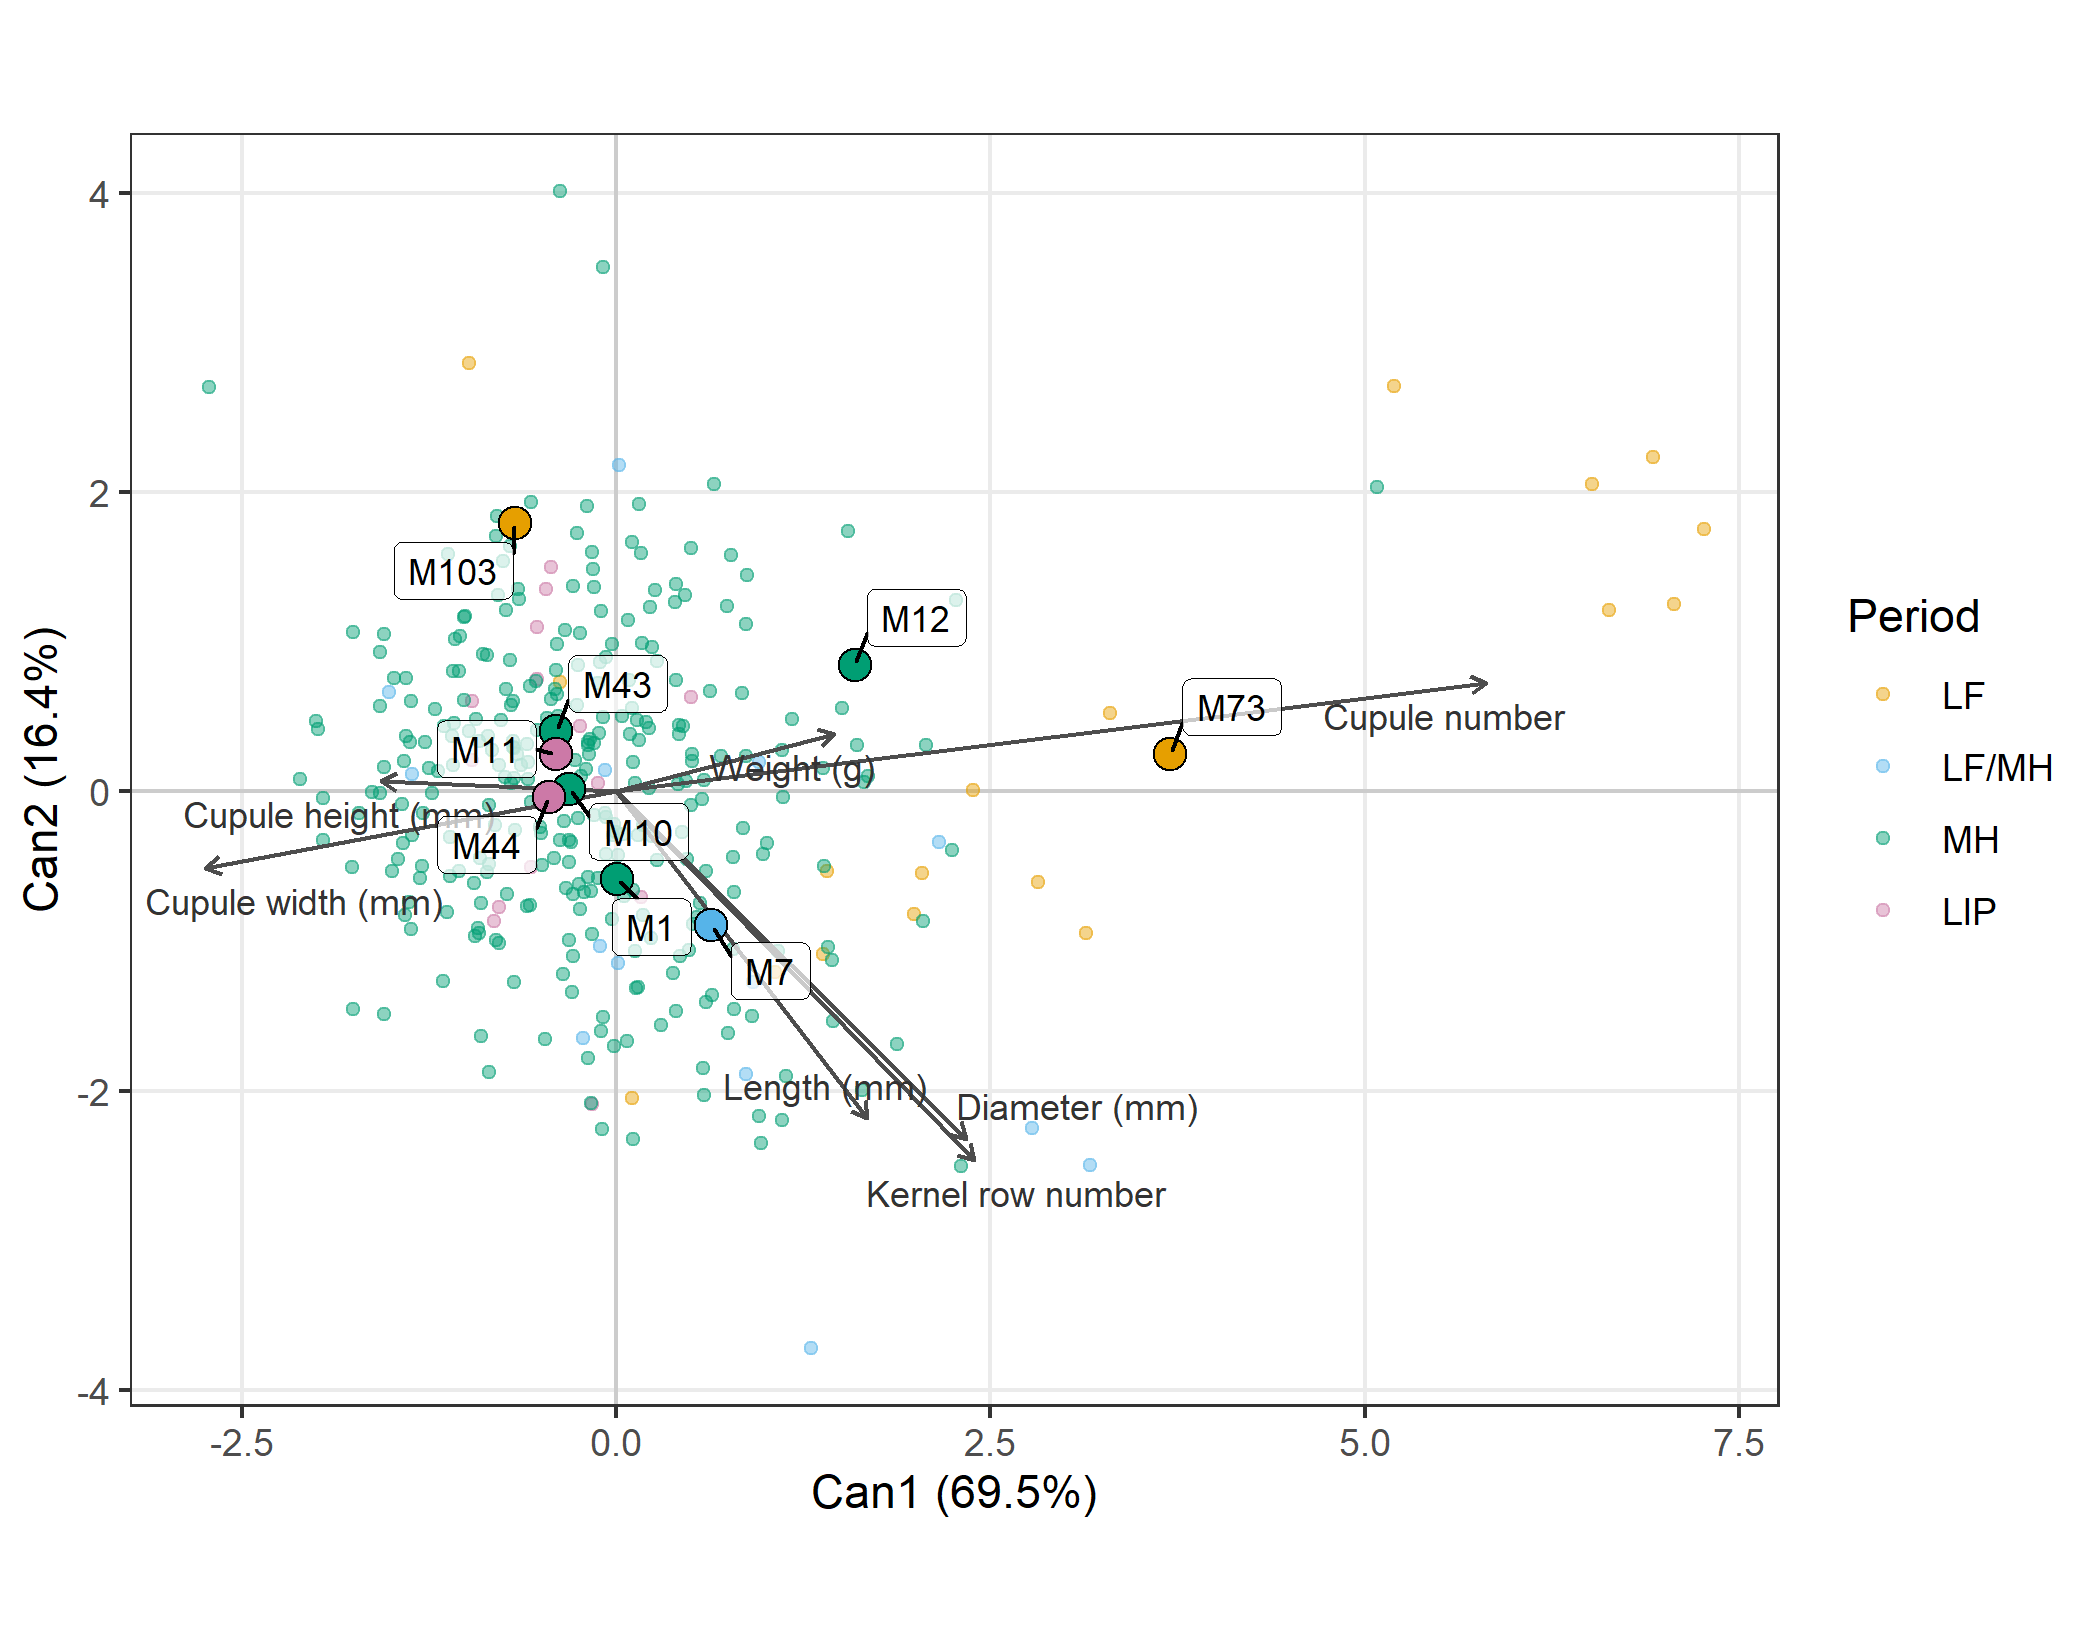 4
2
0
-2
-4
-2.5
0.0
2.5
5.0
7.5
Can2 (16.4%)
Can1 (69.5%)
M103
M12
M43
M73
M11
M10
M44
M1
M7
Cupule number
Weight (g)
Cupule height (mm)
Cupule width (mm)
Length (mm)
Diameter (mm)
Kernel row number
Period
LF
LF/MH
MH
LIP